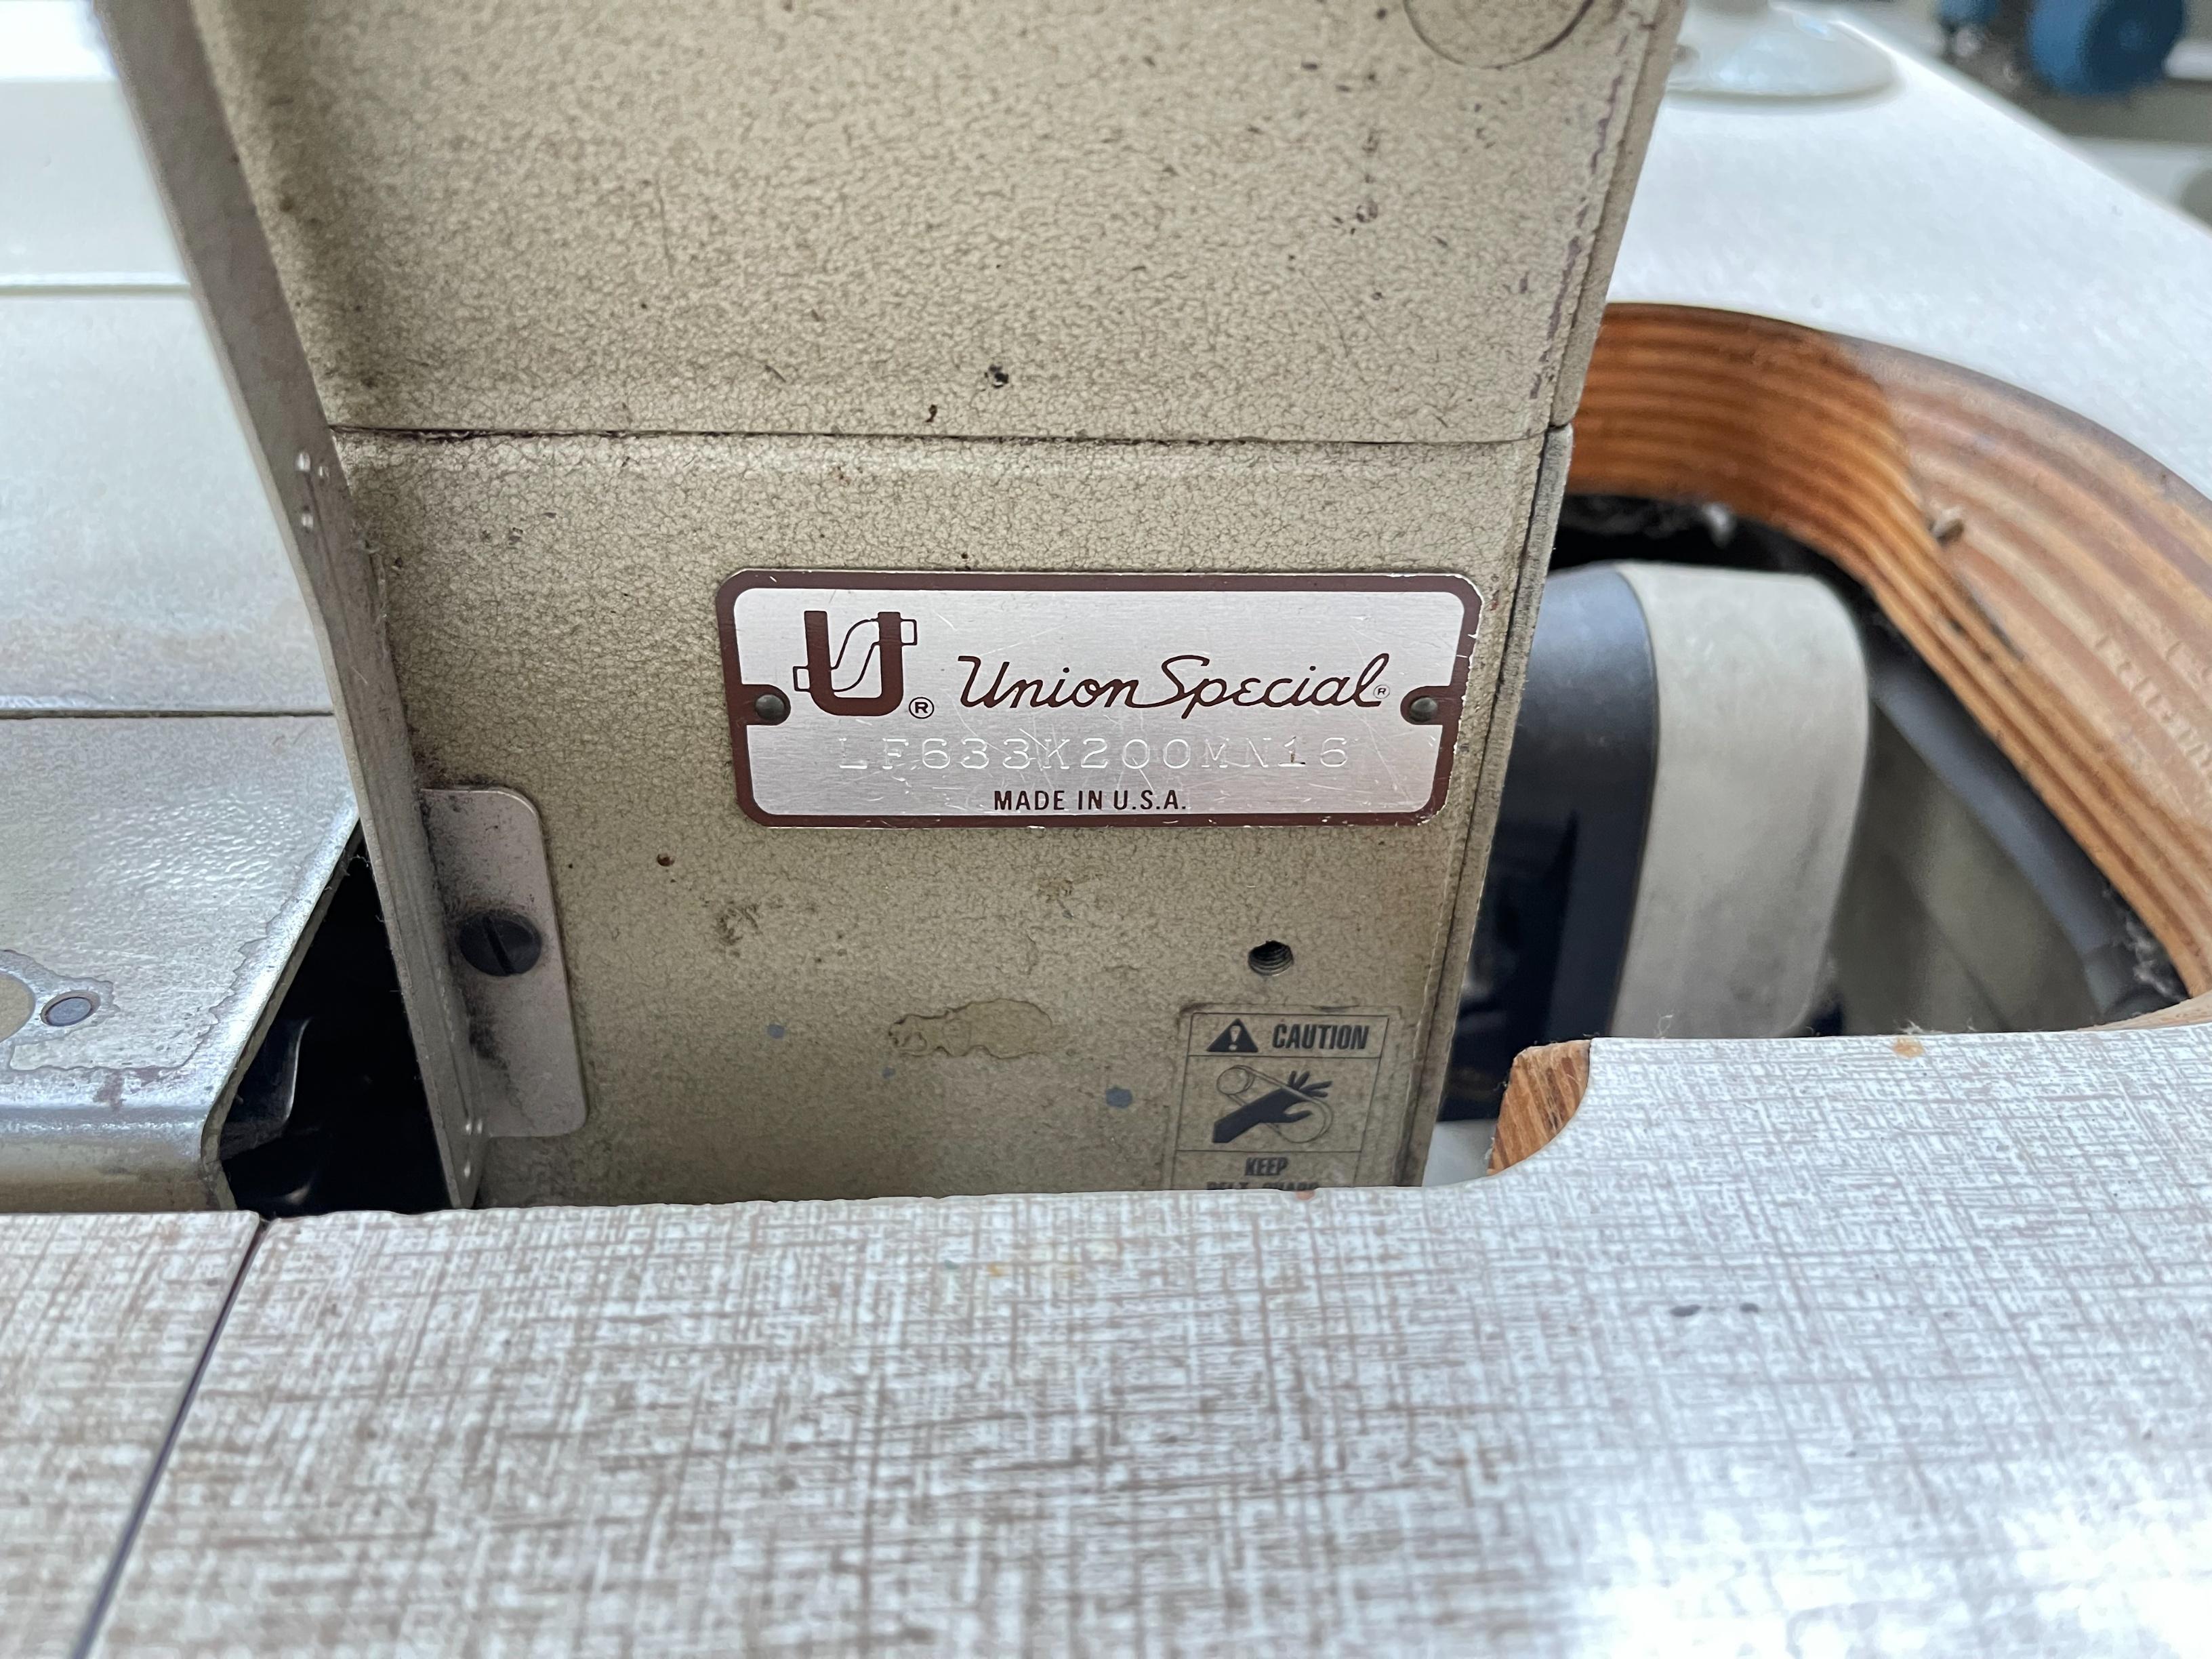 U® Union Special®
LF633K200MN16
MADE IN U.S.A.
CAUTION
KEEP